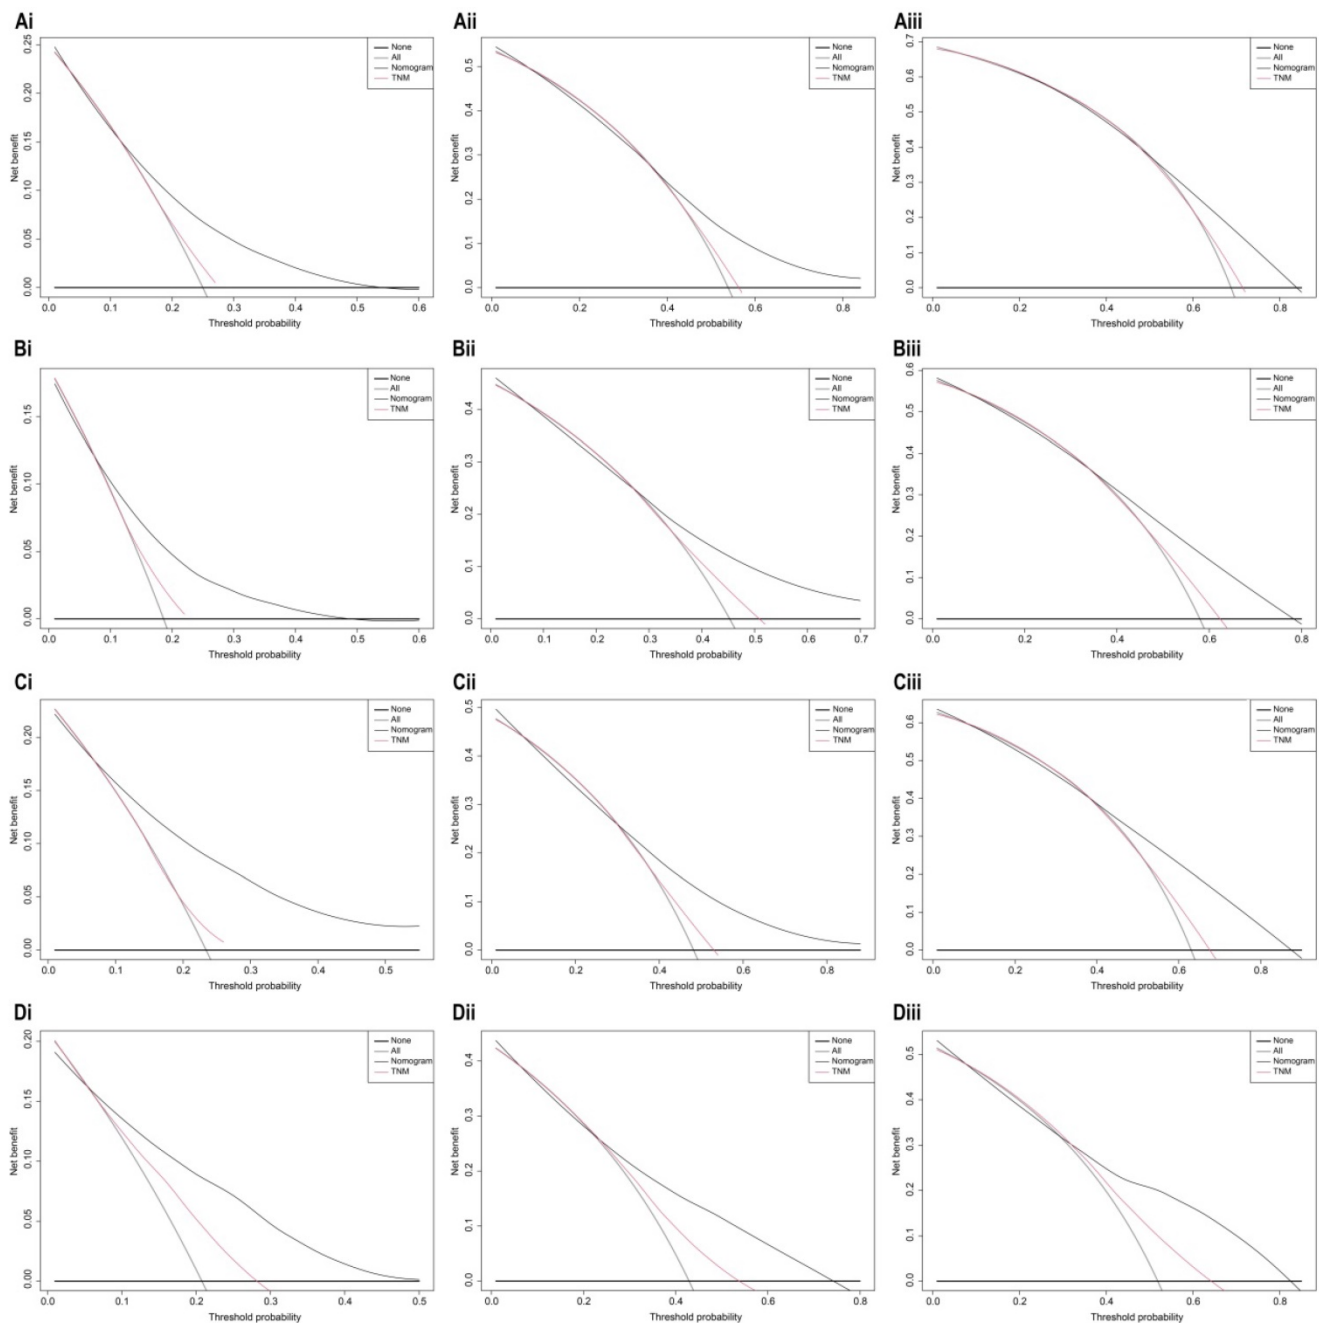 Ai
None
All
Nomogram
TNM
Net benefit
0.25
0.20
0.15
0.10
0.05
0.00
0.0 0.1 0.2 0.3 0.4 0.5 0.6
Threshold probability
Aii
None
All
Nomogram
TNM
Net benefit
0.5
0.4
0.3
0.2
0.1
0.0
0.0 0.2 0.4 0.6 0.8
Threshold probability
Aiii
None
All
Nomogram
TNM
Net benefit
0.7
0.6
0.5
0.4
0.3
0.2
0.1
0.0
0.0 0.2 0.4 0.6 0.8
Threshold probability
Bi
None
All
Nomogram
TNM
Net benefit
0.15
0.10
0.05
0.00
0.0 0.1 0.2 0.3 0.4 0.5 0.6
Threshold probability
Bii
None
All
Nomogram
TNM
Net benefit
0.4
0.3
0.2
0.1
0.0
0.0 0.1 0.2 0.3 0.4 0.5 0.6 0.7
Threshold probability
Biii
None
All
Nomogram
TNM
Net benefit
0.6
0.5
0.4
0.3
0.2
0.1
0.0
0.0 0.2 0.4 0.6 0.8
Threshold probability
Ci
None
All
Nomogram
TNM
Net benefit
0.20
0.15
0.10
0.05
0.00
0.0 0.1 0.2 0.3 0.4 0.5
Threshold probability
Cii
None
All
Nomogram
TNM
Net benefit
0.5
0.4
0.3
0.2
0.1
0.0
0.0 0.2 0.4 0.6 0.8
Threshold probability
Ciii
None
All
Nomogram
TNM
Net benefit
0.6
0.5
0.4
0.3
0.2
0.1
0.0
0.0 0.2 0.4 0.6 0.8
Threshold probability
Di
None
All
Nomogram
TNM
Net benefit
0.20
0.15
0.10
0.05
0.00
0.0 0.1 0.2 0.3 0.4 0.5
Threshold probability
Dii
None
All
Nomogram
TNM
Net benefit
0.4
0.3
0.2
0.1
0.0
0.0 0.2 0.4 0.6 0.8
Threshold probability
Diii
None
All
Nomogram
TNM
Net benefit
0.5
0.4
0.3
0.2
0.1
0.0
0.0 0.2 0.4 0.6 0.8
Threshold probability